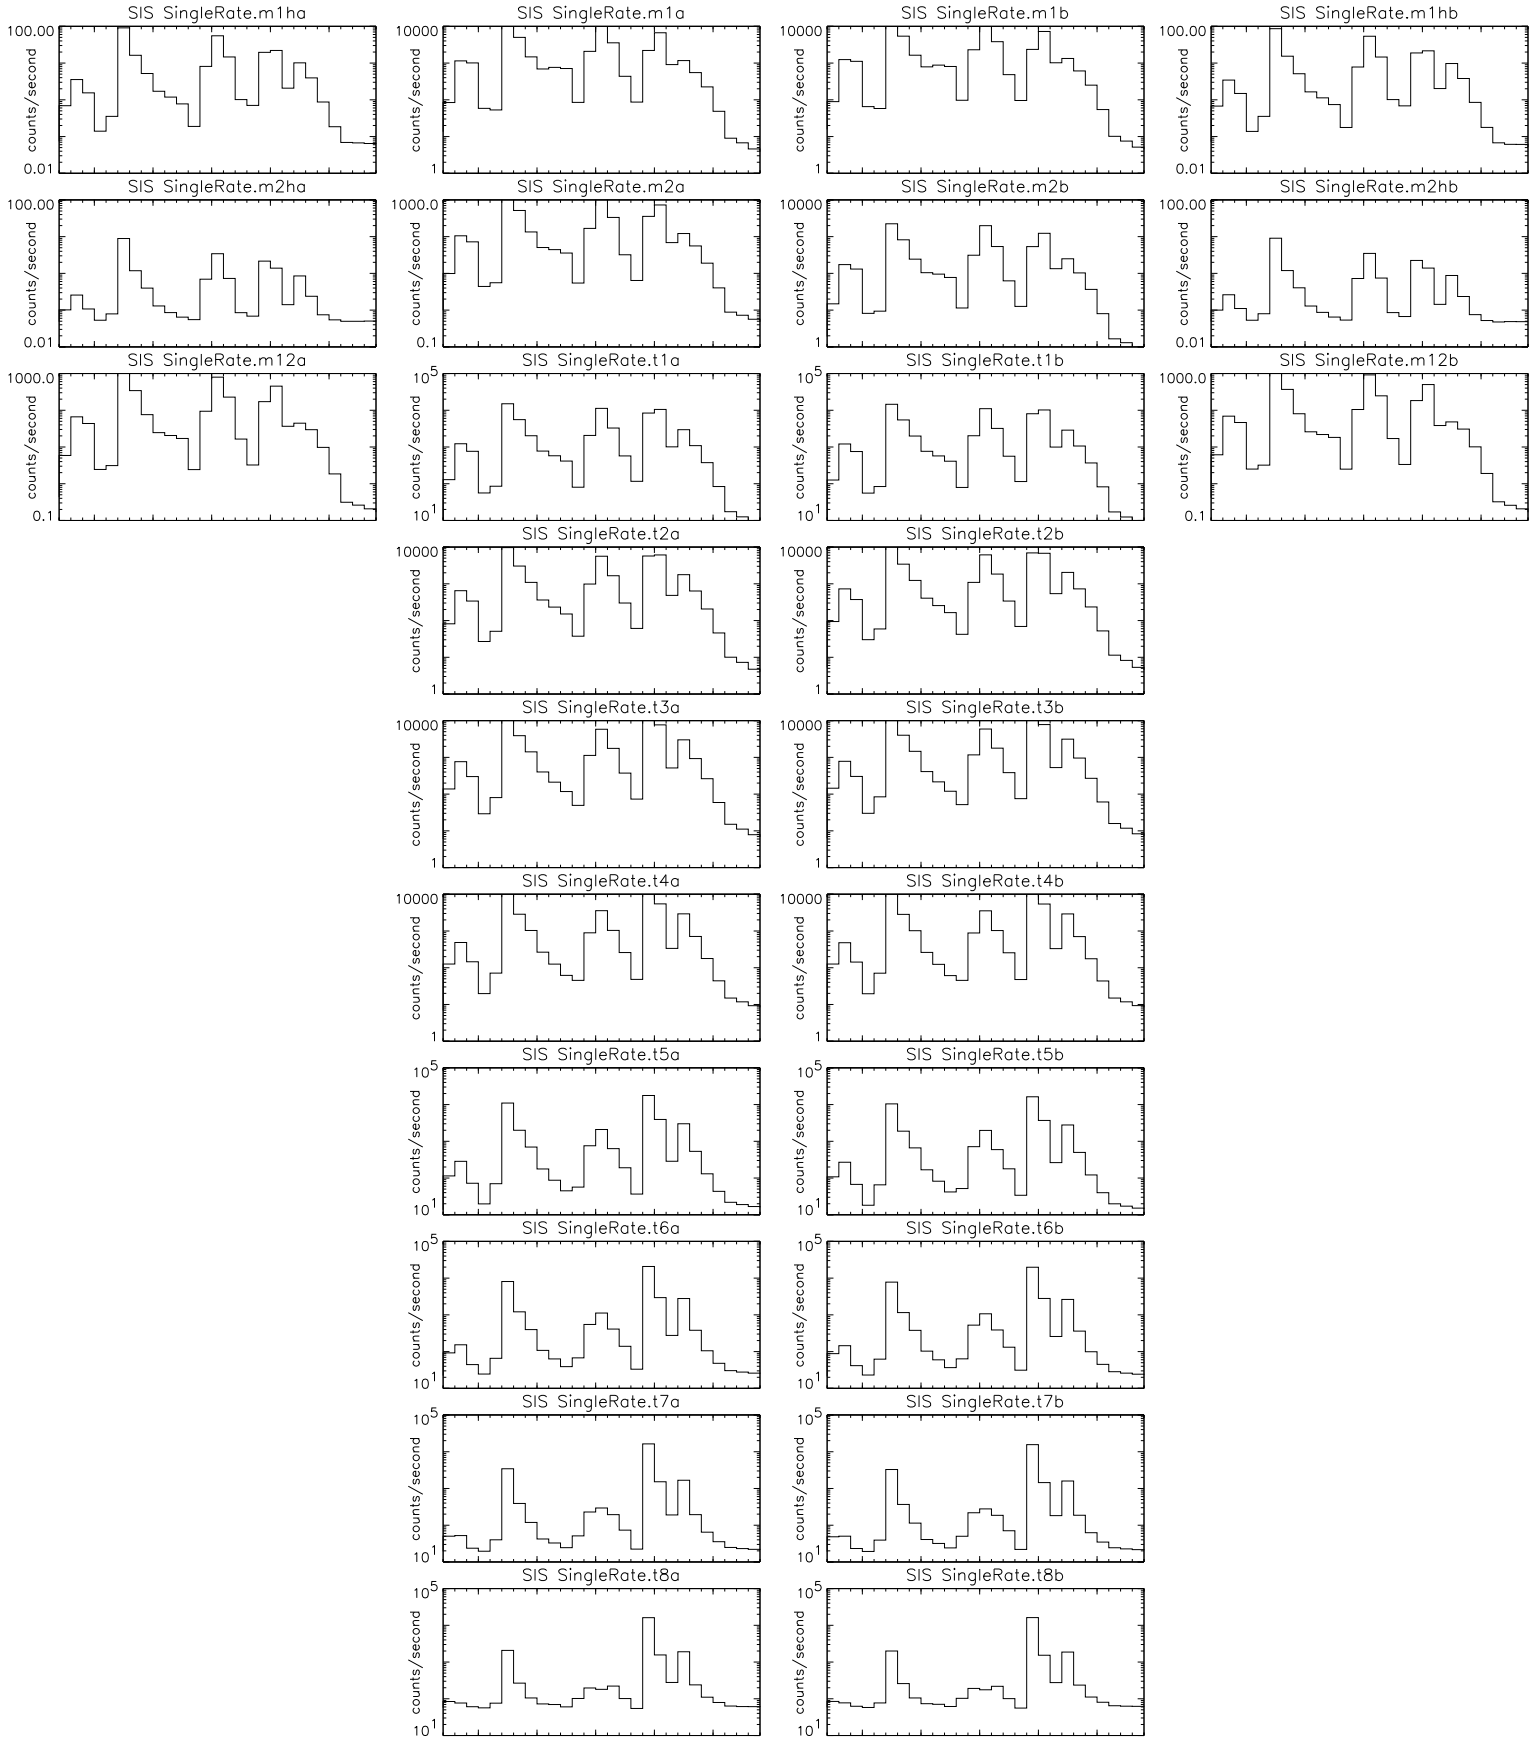 SIS SingleRate.m1ha
SIS SingleRate.m1a
SIS SingleRate.m1b
SIS SingleRate.m1hb
100.00
counts/second
0.01
10000
counts/second
1
10000
counts/second
1
100.00
counts/second
0.01
SIS SingleRate.m2ha
SIS SingleRate.m2a
SIS SingleRate.m2b
SIS SingleRate.m2hb
100.00
counts/second
0.01
1000.0
counts/second
0.1
10000
counts/second
1
100.00
counts/second
0.01
SIS SingleRate.m12a
SIS SingleRate.t1a
SIS SingleRate.t1b
SIS SingleRate.m12b
1000.0
counts/second
0.1
10^5
counts/second
10^1
10^5
counts/second
10^1
1000.0
counts/second
0.1
SIS SingleRate.t2a
SIS SingleRate.t2b
10000
counts/second
1
10000
counts/second
1
SIS SingleRate.t3a
SIS SingleRate.t3b
10000
counts/second
1
10000
counts/second
1
SIS SingleRate.t4a
SIS SingleRate.t4b
10000
counts/second
1
10000
counts/second
1
SIS SingleRate.t5a
SIS SingleRate.t5b
10^5
counts/second
10^1
10^5
counts/second
10^1
SIS SingleRate.t6a
SIS SingleRate.t6b
10^5
counts/second
10^1
10^5
counts/second
10^1
SIS SingleRate.t7a
SIS SingleRate.t7b
10^5
counts/second
10^1
10^5
counts/second
10^1
SIS SingleRate.t8a
SIS SingleRate.t8b
10^5
counts/second
10^1
10^5
counts/second
10^1